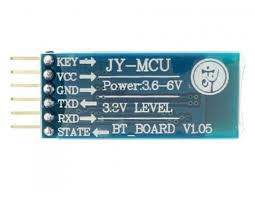 KEY JY-MCU
VCC
Power:3.6-6V
GND
TXD
3.3V LEVEL
RXD
STATE BT_BOARD V1.05